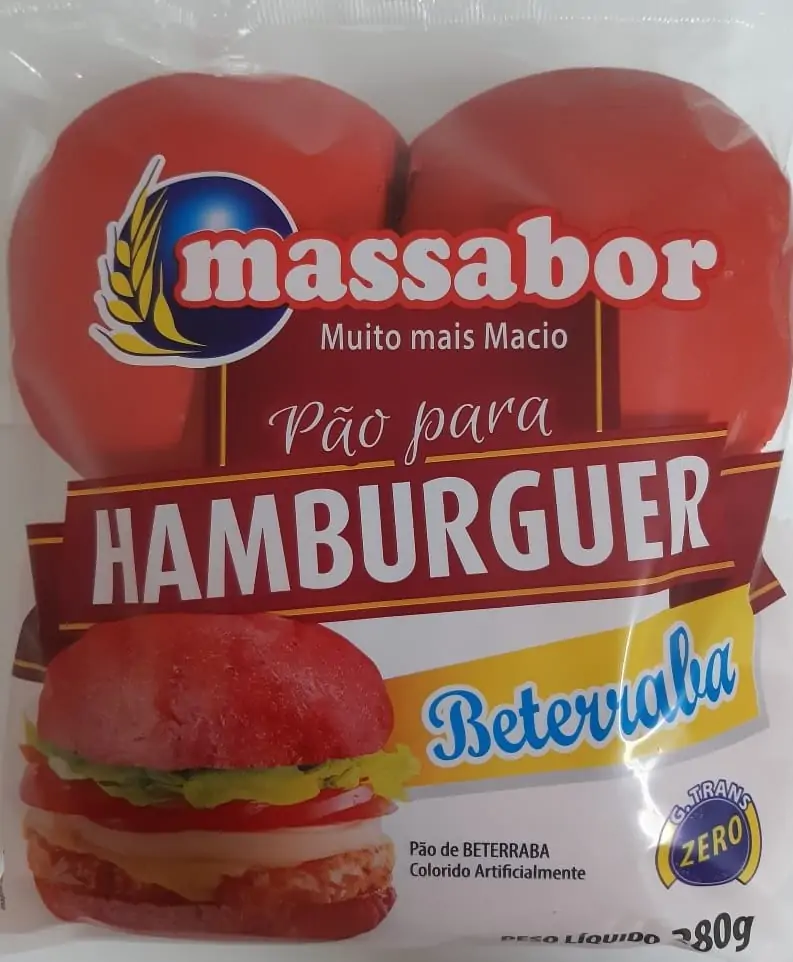 massabor
Muito mais Macio
Pão para
HAMBURGUER
Beterraba
G. TRANS
ZERO
Pão de BETERRABA
Colorido Artificialmente
PESO LÍQUIDO